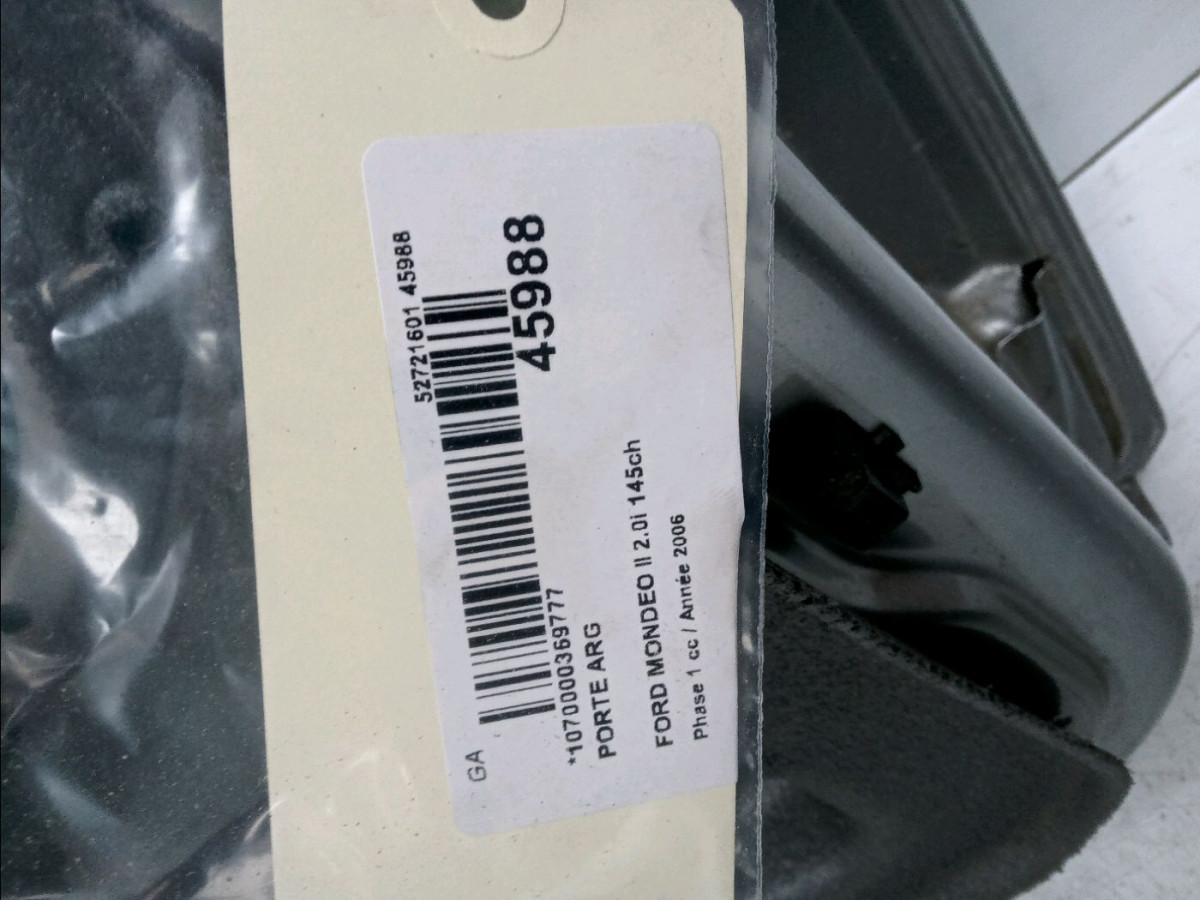 52721601 45988
45988
GA
*1070000369777
PORTE ARG
FORD MONDEO II 2.0i 145ch
Phase 1 cc / Année 2006